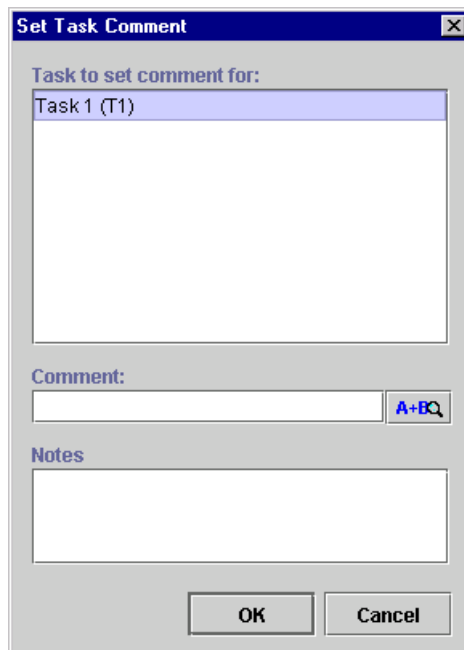 Set Task Comment
Task to set comment for:
Task 1 (T1)
Comment:
A+B
Notes
OK Cancel